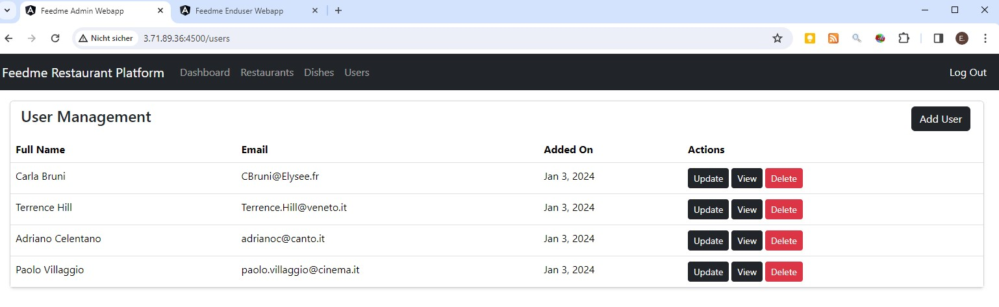 Feedme Admin Webapp Feedme Enduser Webapp
Nicht sicher 3.71.89.36:4500/users E.
Feedme Restaurant Platform Dashboard Restaurants Dishes Users Log Out
User Management Add User
Full Name Email Added On Actions
Carla Bruni CBruni@Elysee.fr Jan 3, 2024 Update View Delete
Terrence Hill Terrence.Hill@veneto.it Jan 3, 2024 Update View Delete
Adriano Celentano adrianoc@canto.it Jan 3, 2024 Update View Delete
Paolo Villaggio paolo.villaggio@cinema.it Jan 3, 2024 Update View Delete